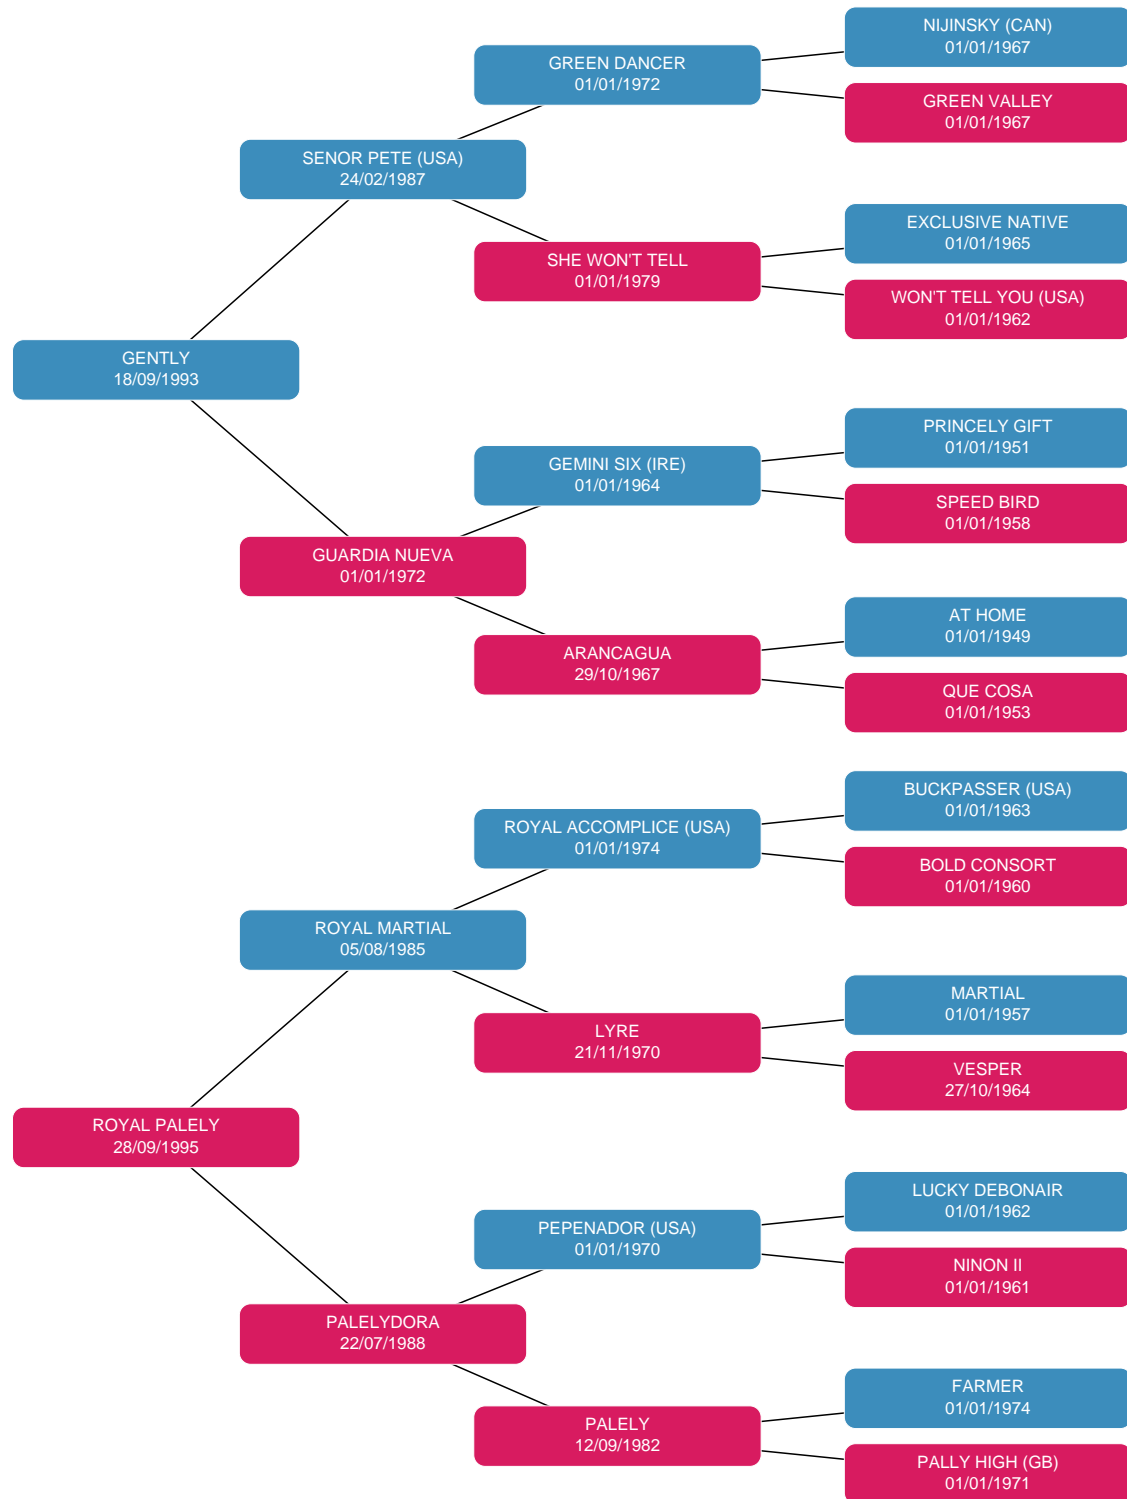 NIJINSKY (CAN)
01/01/1967
GREEN DANCER
01/01/1972
GREEN VALLEY
01/01/1967
SENOR PETE (USA)
24/02/1987
EXCLUSIVE NATIVE
01/01/1965
SHE WON'T TELL
01/01/1979
WON'T TELL YOU (USA)
01/01/1962
GENTLY
18/09/1993
PRINCELY GIFT
01/01/1951
GEMINI SIX (IRE)
01/01/1964
SPEED BIRD
01/01/1958
GUARDIA NUEVA
01/01/1972
AT HOME
01/01/1949
ARANCAGUA
29/10/1967
QUE COSA
01/01/1953
BUCKPASSER (USA)
01/01/1963
ROYAL ACCOMPLICE (USA)
01/01/1974
BOLD CONSORT
01/01/1960
ROYAL MARTIAL
05/08/1985
MARTIAL
01/01/1957
LYRE
21/11/1970
VESPER
27/10/1964
ROYAL PALELY
28/09/1995
LUCKY DEBONAIR
01/01/1962
PEPENADOR (USA)
01/01/1970
NINON II
01/01/1961
PALELYDORA
22/07/1988
FARMER
01/01/1974
PALELY
12/09/1982
PALLY HIGH (GB)
01/01/1971